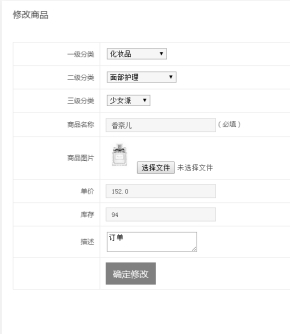 修改商品
一级分类 化妆品
二级分类 面部护理
三级分类 少女派
商品名称 香奈儿 (必填)
商品图片 选择文件 未选择文件
单价 152.0
库存 94
描述 订单
确定修改